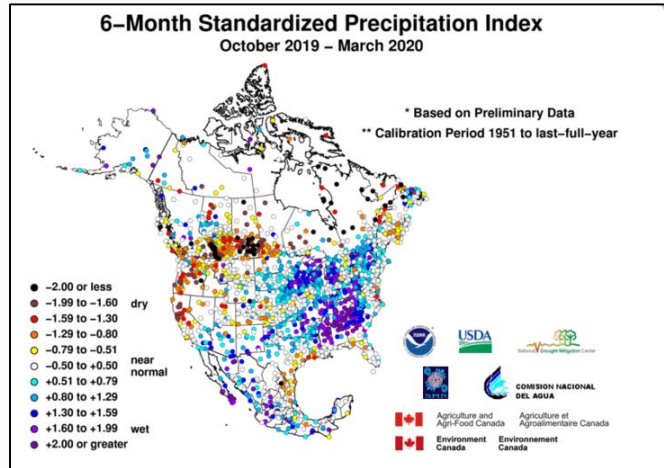 6-Month Standardized Precipitation Index
October 2019 - March 2020
* Based on Preliminary Data
** Calibration Period 1951 to last-full-year
-2.00 or less
-1.99 to -1.60
dry
-1.59 to -1.30
-1.29 to -0.80
-0.79 to -0.51
-0.50 to +0.50
near normal
+0.51 to +0.79
+0.80 to +1.29
+1.30 to +1.59
+1.60 to +1.99
wet
+2.00 or greater
USDA
National Drought Mitigation Center
SMN
COMISION NACIONAL
DEL AGUA
Agriculture and
Agri-Food Canada
Agriculture et
Agroalimentaire Canada
Environment
Canada
Environnement
Canada